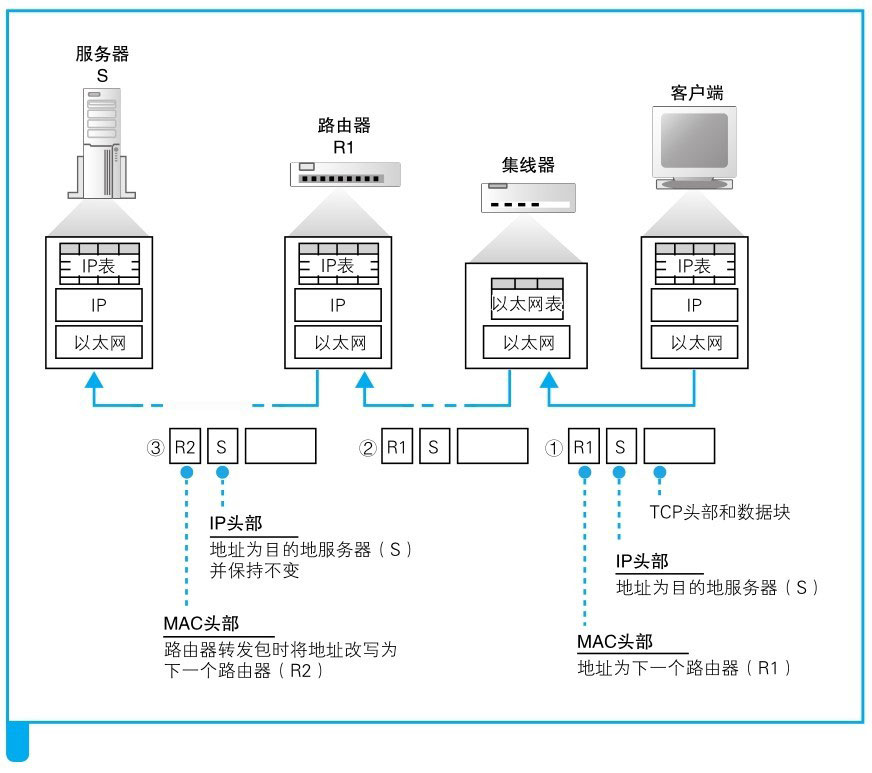 服务器
S
路由器
R1
集线器
客户端
IP表
IP
以太网
IP表
IP
以太网
以太网表
以太网
IP表
IP
以太网
③ R2 S
② R1 S
① R1 S
IP头部
地址为目的地服务器（S）
并保持不变
MAC头部
路由器转发包时将地址改写为
下一个路由器（R2）
TCP头部和数据块
IP头部
地址为目的地服务器（S）
MAC头部
地址为下一个路由器（R1）